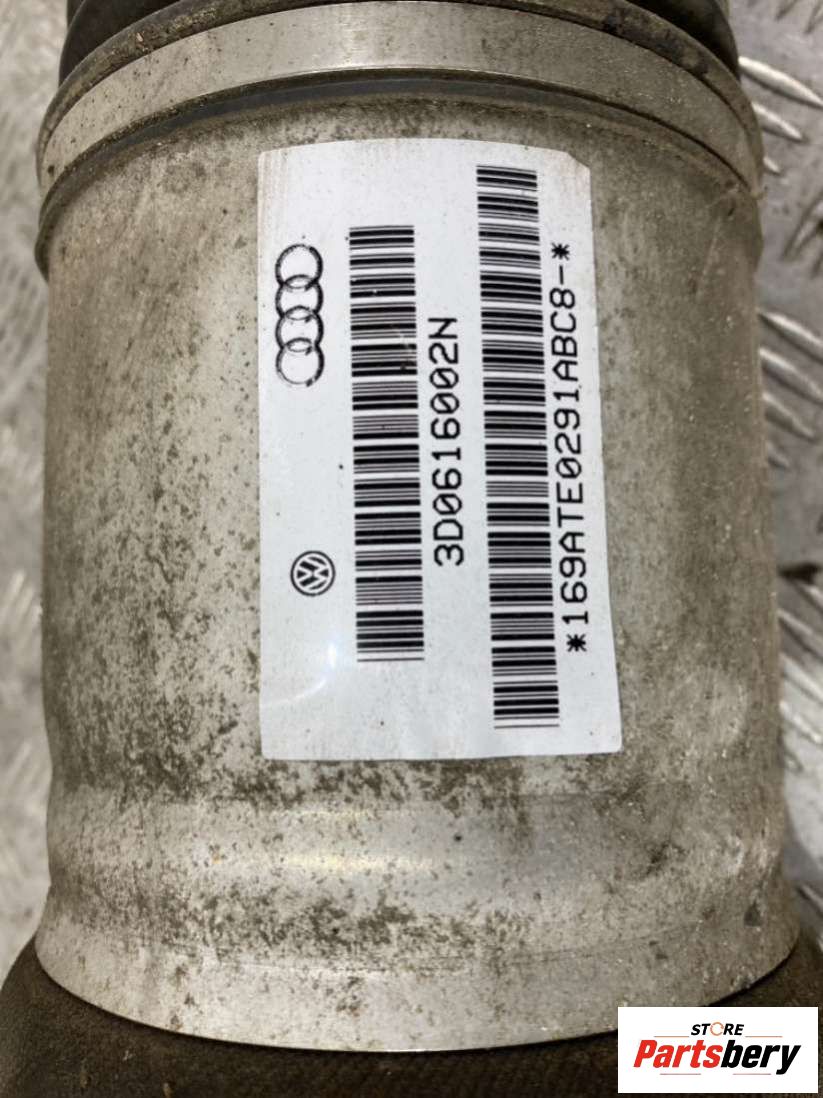 3D0616002N
*169ATE0291ABC8-*
STORE
Partsbery